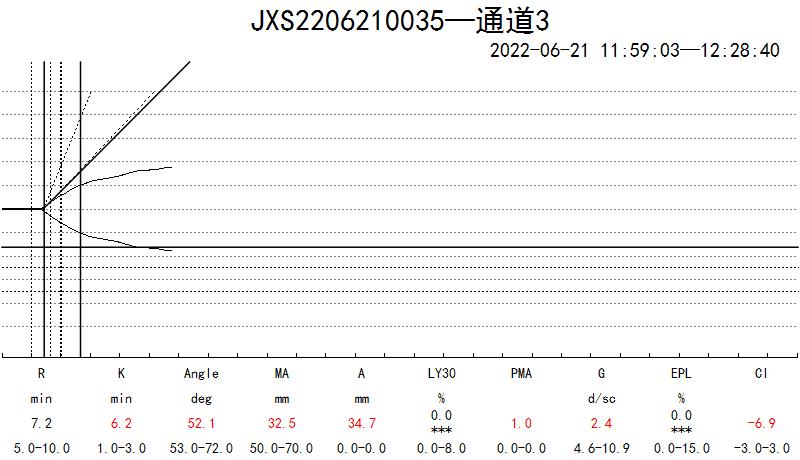 JXS2206210035—通道3
2022-06-21 11:59:03—12:28:40
R K Angle MA A LY30 PMA G EPL CI
min min deg mm mm % d/sc %
7.2 6.2 52.1 32.5 34.7 0.0 *** 1.0 2.4 0.0 *** -6.9
5.0-10.0 1.0-3.0 53.0-72.0 50.0-70.0 0.0-0.0 0.0-8.0 0.0-0.0 4.6-10.9 0.0-15.0 -3.0-3.0